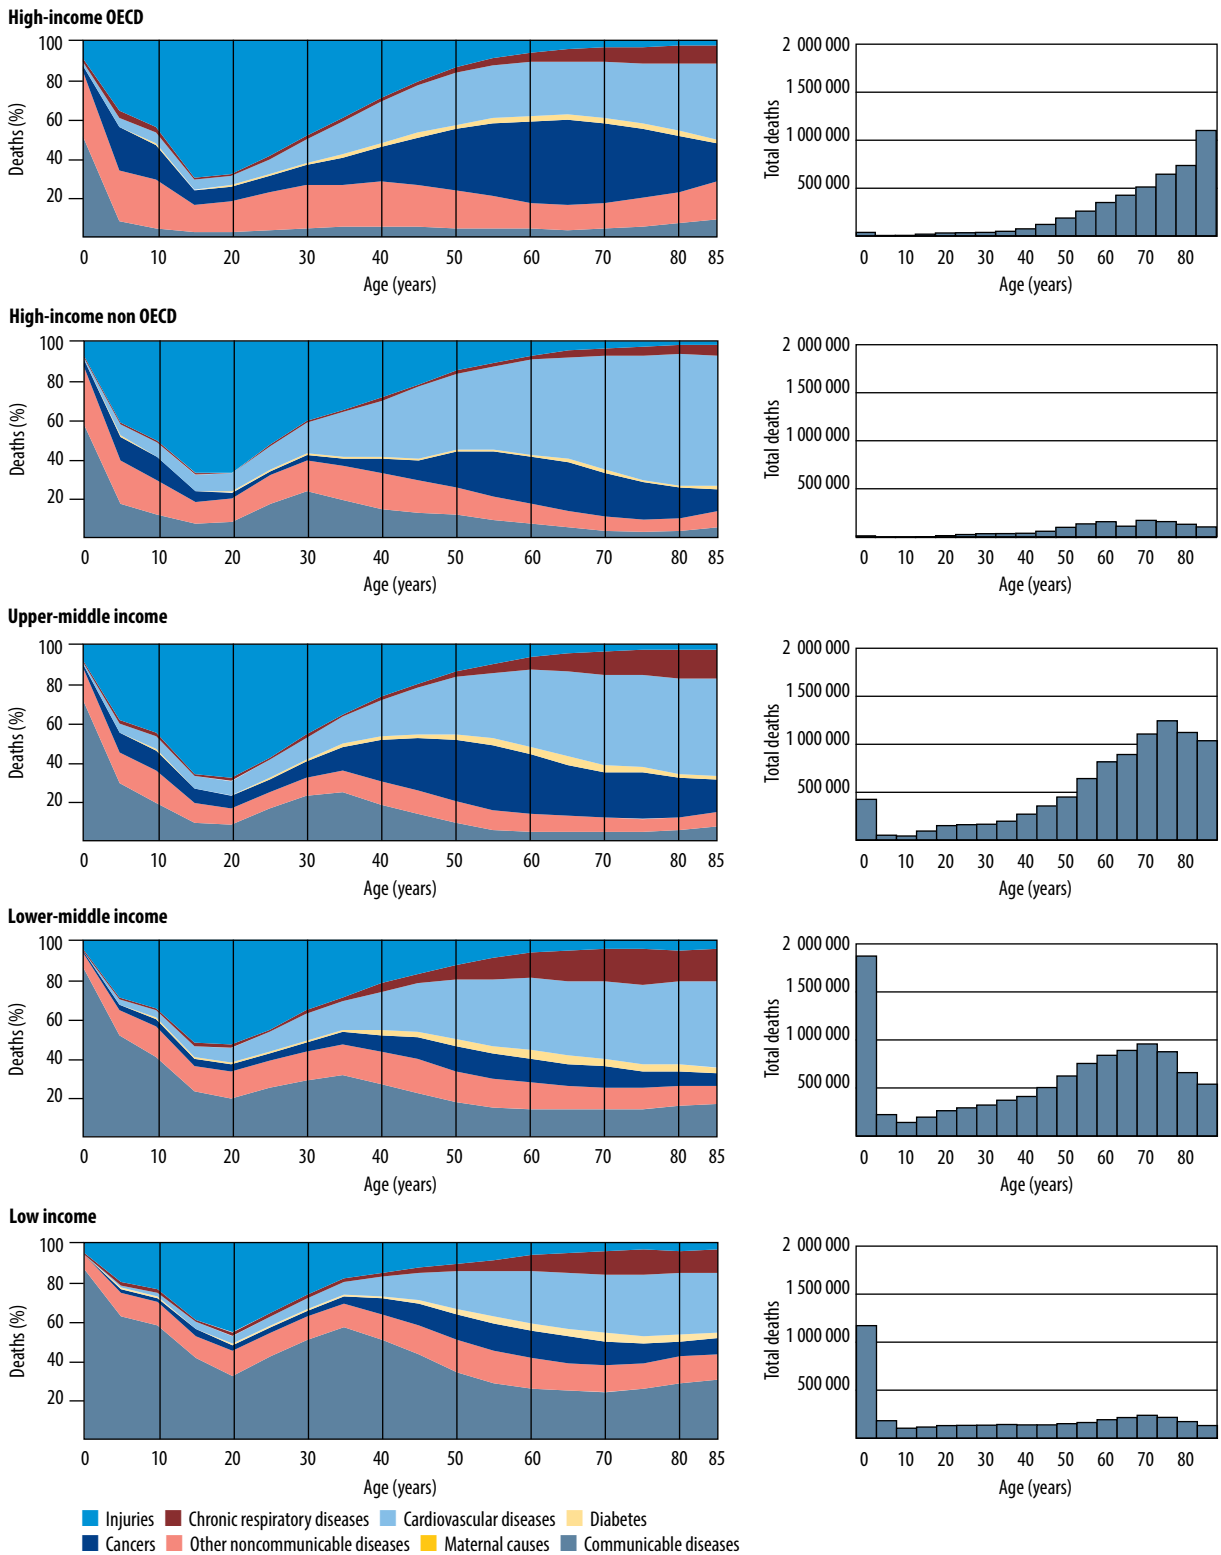 High-income OECD
100
80
60
40
20
Deaths (%)
0 10 20 30 40 50 60 70 80 85
Age (years)
2 000 000
1 500 000
1 000 000
500 000
Total deaths
0 10 20 30 40 50 60 70 80
Age (years)
High-income non OECD
100
80
60
40
20
Deaths (%)
0 10 20 30 40 50 60 70 80 85
Age (years)
2 000 000
1 500 000
1 000 000
500 000
Total deaths
0 10 20 30 40 50 60 70 80
Age (years)
Upper-middle income
100
80
60
40
20
Deaths (%)
0 10 20 30 40 50 60 70 80 85
Age (years)
2 000 000
1 500 000
1 000 000
500 000
Total deaths
0 10 20 30 40 50 60 70 80
Age (years)
Lower-middle income
100
80
60
40
20
Deaths (%)
0 10 20 30 40 50 60 70 80 85
Age (years)
2 000 000
1 500 000
1 000 000
500 000
Total deaths
0 10 20 30 40 50 60 70 80
Age (years)
Low income
100
80
60
40
20
Deaths (%)
0 10 20 30 40 50 60 70 80 85
Age (years)
2 000 000
1 500 000
1 000 000
500 000
Total deaths
0 10 20 30 40 50 60 70 80
Age (years)
Injuries Chronic respiratory diseases Cardiovascular diseases Diabetes
Cancers Other noncommunicable diseases Maternal causes Communicable diseases